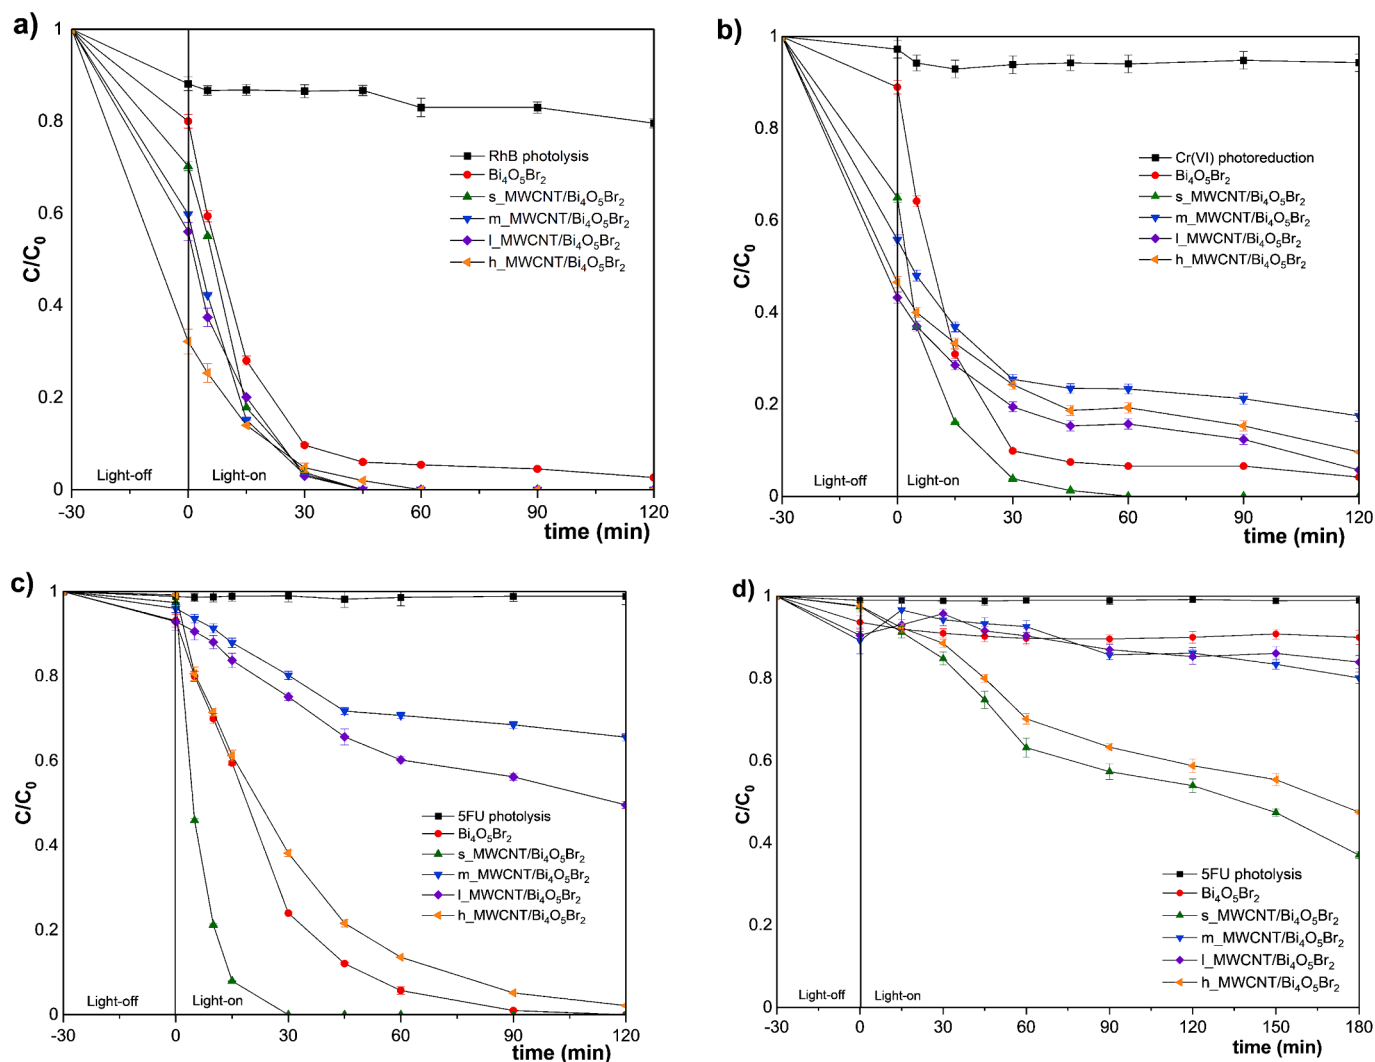 a)
C/C₀
1
0.8
0.6
0.4
0.2
0
RhB photolysis
Bi₄O₅Br₂
s_MWCNT/Bi₄O₅Br₂
m_MWCNT/Bi₄O₅Br₂
l_MWCNT/Bi₄O₅Br₂
h_MWCNT/Bi₄O₅Br₂
Light-off
Light-on
-30 0 30 60 90 120
time (min)
b)
C/C₀
1
0.8
0.6
0.4
0.2
0
Cr(VI) photoreduction
Bi₄O₅Br₂
s_MWCNT/Bi₄O₅Br₂
m_MWCNT/Bi₄O₅Br₂
l_MWCNT/Bi₄O₅Br₂
h_MWCNT/Bi₄O₅Br₂
Light-off
Light-on
-30 0 30 60 90 120
time (min)
c)
C/C₀
1
0.8
0.6
0.4
0.2
0
5FU photolysis
Bi₄O₅Br₂
s_MWCNT/Bi₄O₅Br₂
m_MWCNT/Bi₄O₅Br₂
l_MWCNT/Bi₄O₅Br₂
h_MWCNT/Bi₄O₅Br₂
Light-off
Light-on
-30 0 30 60 90 120
time (min)
d)
C/C₀
1
0.8
0.6
0.4
0.2
0
5FU photolysis
Bi₄O₅Br₂
s_MWCNT/Bi₄O₅Br₂
m_MWCNT/Bi₄O₅Br₂
l_MWCNT/Bi₄O₅Br₂
h_MWCNT/Bi₄O₅Br₂
Light-off
Light-on
-30 0 30 60 90 120 150 180
time (min)